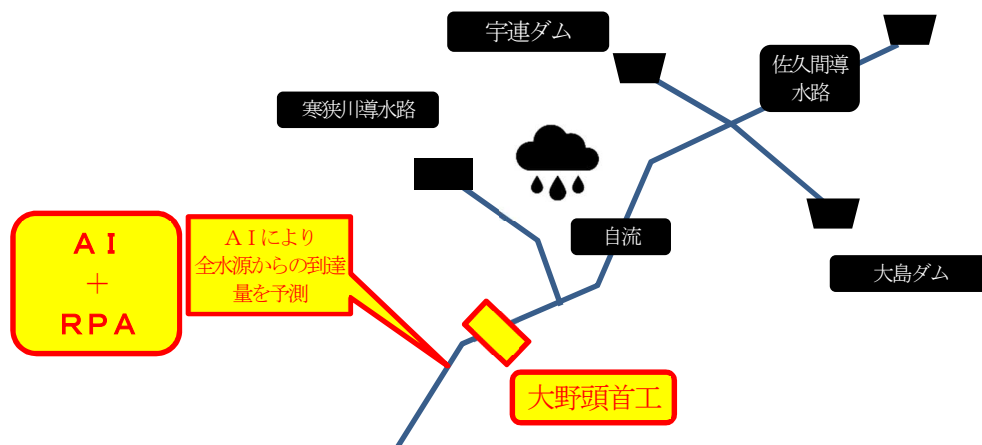 宇連ダム
佐久間導
水路
寒狭川導水路
自流
大島ダム
ＡＩ
＋
ＲＰＡ
ＡＩにより
全水源からの到達
量を予測
大野頭首工